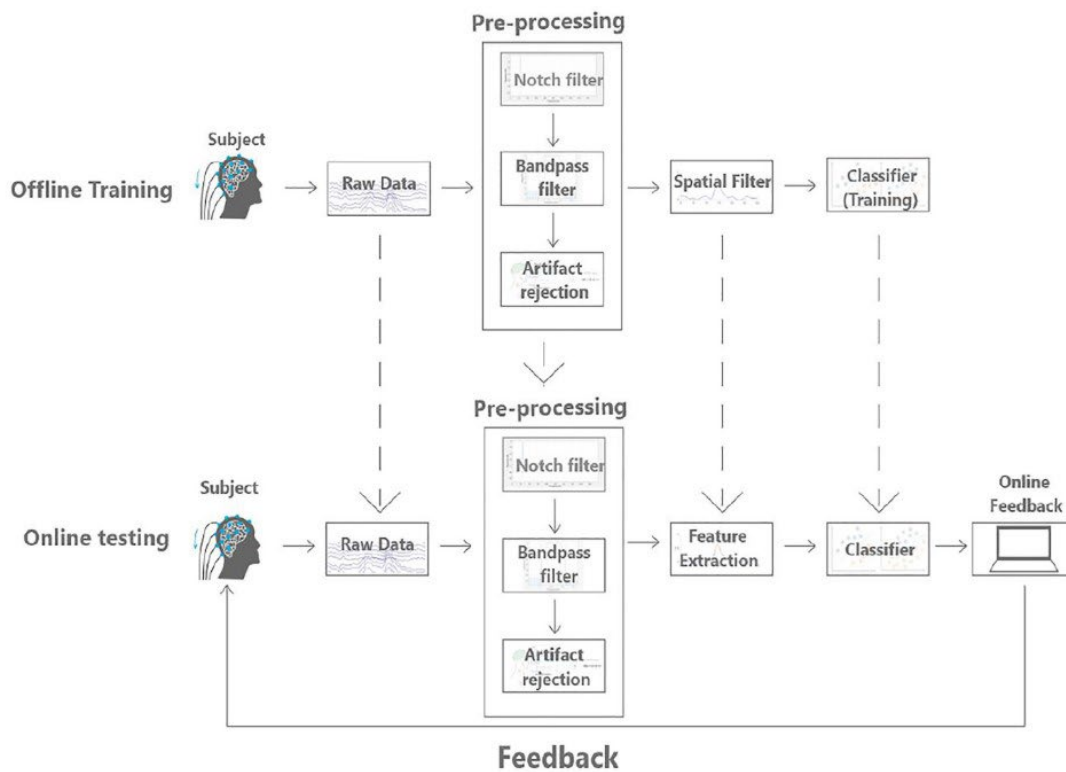 Pre-processing
Notch filter
Subject
Offline Training
Raw Data
Bandpass
filter
Spatial Filter
Classifier
(Training)
Artifact
rejection
Pre-processing
Notch filter
Subject
Online
Feedback
Online testing
Raw Data
Bandpass
filter
Feature
Extraction
Classifier
Artifact
rejection
Feedback